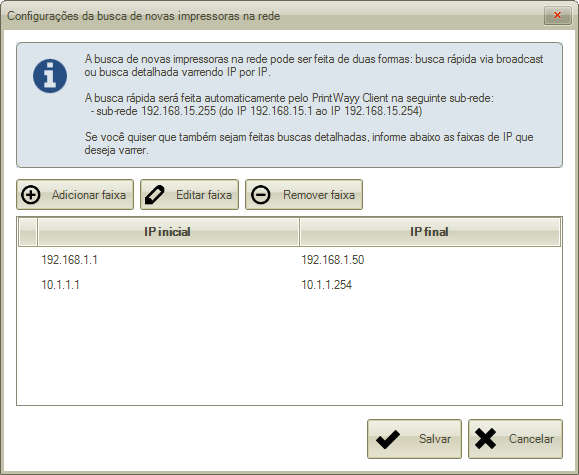 Configurações da busca de novas impressoras na rede
A busca de novas impressoras na rede pode ser feita de duas formas: busca rápida via broadcast
ou busca detalhada varrendo IP por IP.
A busca rápida será feita automaticamente pelo PrintWayy Client na seguinte sub-rede:
- sub-rede 192.168.15.255 (do IP 192.168.15.1 ao IP 192.168.15.254)
Se você quiser que também sejam feitas buscas detalhadas, informe abaixo as faixas de IP que
deseja varrer.
Adicionar faixa Editar faixa Remover faixa
IP inicial IP final
192.168.1.1 192.168.1.50
10.1.1.1 10.1.1.254
Salvar Cancelar